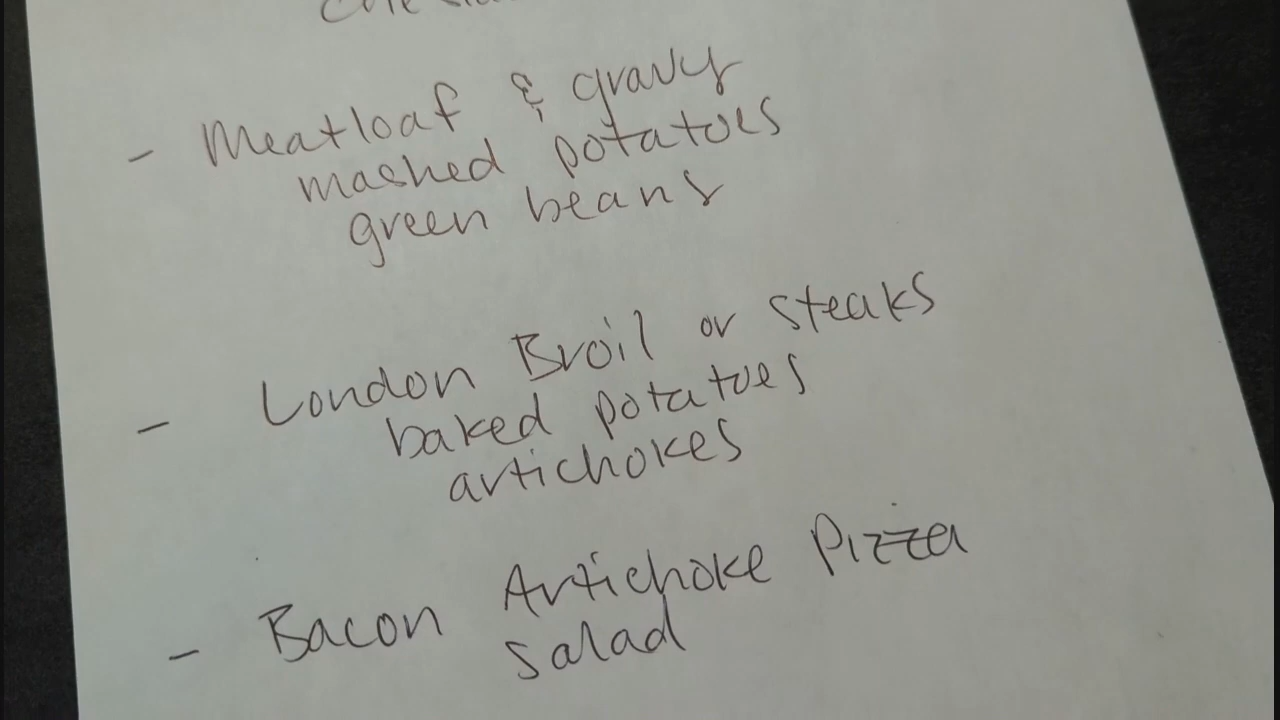 - Meatloaf & gravy
mashed potatoes
green beans
- London Broil or steaks
baked potatoes
artichokes
- Bacon Artichoke Pizza
salad